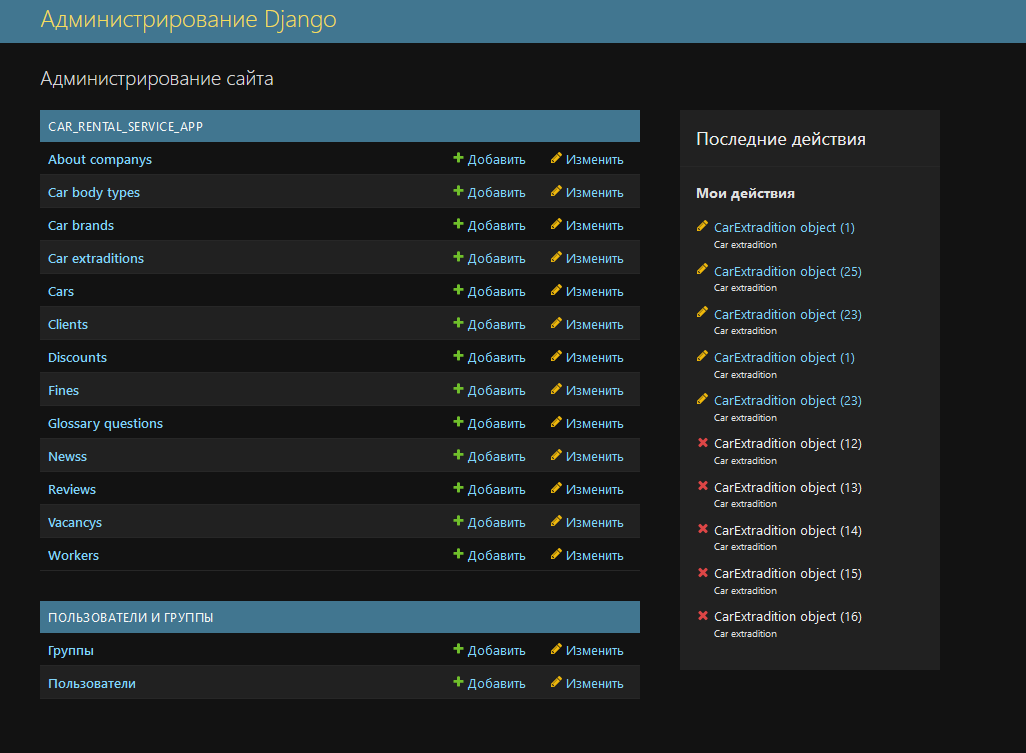 Администрирование Django
Администрирование сайта
CAR_RENTAL_SERVICE_APP
About companys Добавить Изменить
Car body types Добавить Изменить
Car brands Добавить Изменить
Car extraditions Добавить Изменить
Cars Добавить Изменить
Clients Добавить Изменить
Discounts Добавить Изменить
Fines Добавить Изменить
Glossary questions Добавить Изменить
Newss Добавить Изменить
Reviews Добавить Изменить
Vacancys Добавить Изменить
Workers Добавить Изменить
ПОЛЬЗОВАТЕЛИ И ГРУППЫ
Группы Добавить Изменить
Пользователи Добавить Изменить
Последние действия
Мои действия
CarExtradition object (1)
Car extradition
CarExtradition object (25)
Car extradition
CarExtradition object (23)
Car extradition
CarExtradition object (1)
Car extradition
CarExtradition object (23)
Car extradition
CarExtradition object (12)
Car extradition
CarExtradition object (13)
Car extradition
CarExtradition object (14)
Car extradition
CarExtradition object (15)
Car extradition
CarExtradition object (16)
Car extradition